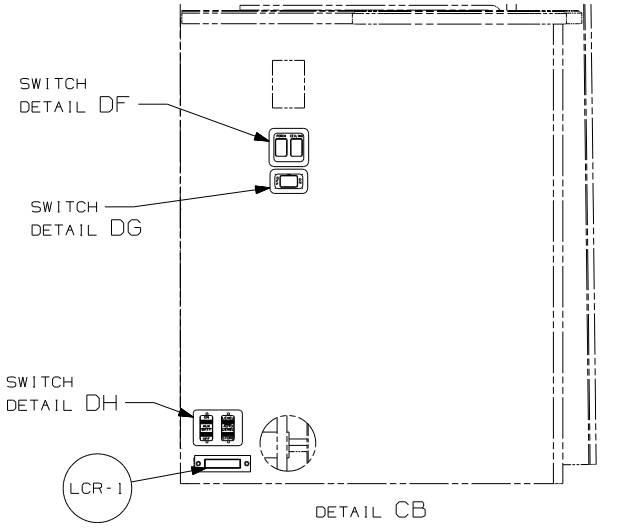 SWITCH
DETAIL DF
SWITCH
DETAIL DG
SWITCH
DETAIL DH
LCR-1
DETAIL CB